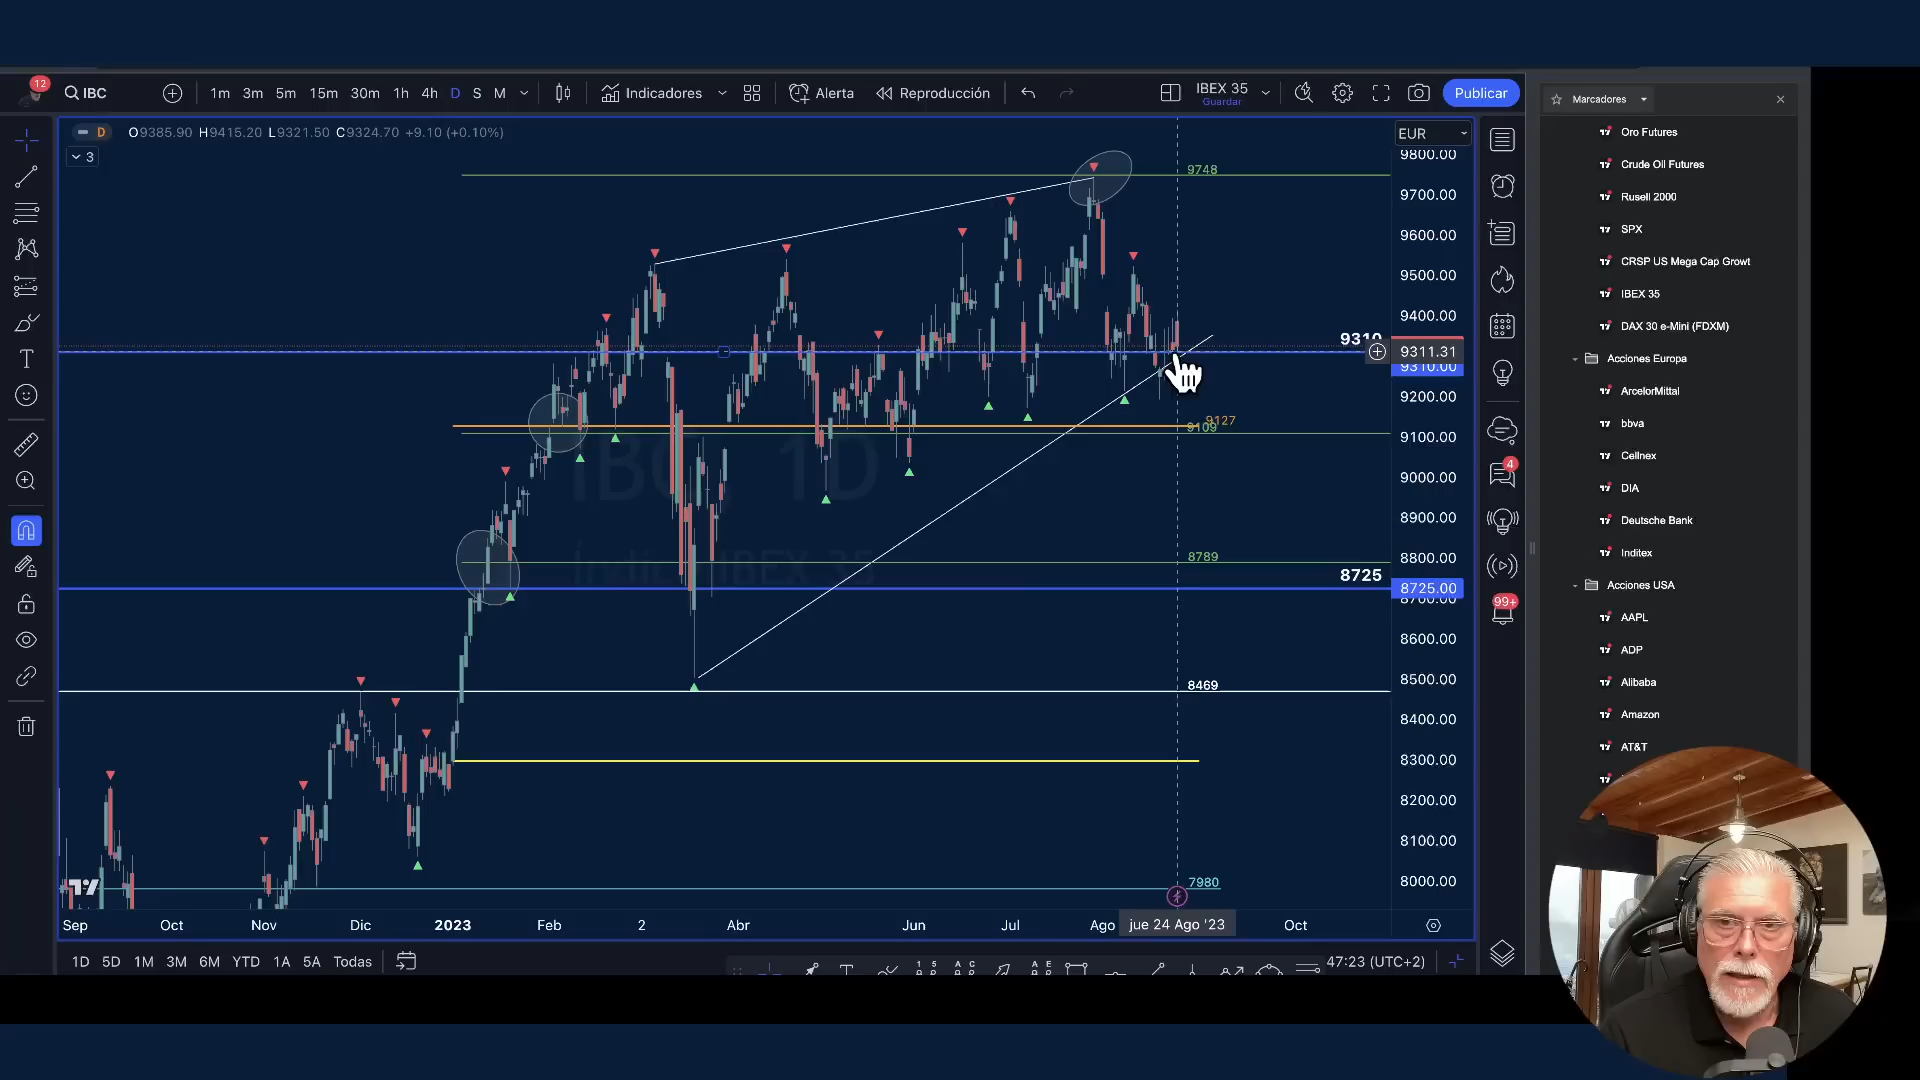 12
IBC
1m 3m 5m 15m 30m 1h 4h D S M
Indicadores
Alerta
Reproducción
IBEX 35
Guardar
Publicar
Marcadores
D O9385.90 H9415.20 L9321.50 C9324.70 +9.10 (+0.10%)
3
EUR
9800.00
9700.00
9600.00
9500.00
9400.00
9311.31
9310.00
9200.00
9100.00
9000.00
8900.00
8800.00
8725.00
8700.00
8600.00
8500.00
8400.00
8300.00
8200.00
8100.00
8000.00
9748
9310
9127
9109
8789
8725
8469
7980
IBC, 1D
Índice IBEX 35
Sep Oct Nov Dic 2023 Feb 2 Abr Jun Jul Ago jue 24 Ago '23 Oct
1D 5D 1M 3M 6M YTD 1A 5A Todas
47:23 (UTC+2)
4
99+
Oro Futures
Crude Oil Futures
Rusell 2000
SPX
CRSP US Mega Cap Growt
IBEX 35
DAX 30 e-Mini (FDXM)
Acciones Europa
ArcelorMittal
bbva
Cellnex
DIA
Deutsche Bank
Inditex
Acciones USA
AAPL
ADP
Alibaba
Amazon
AT&T